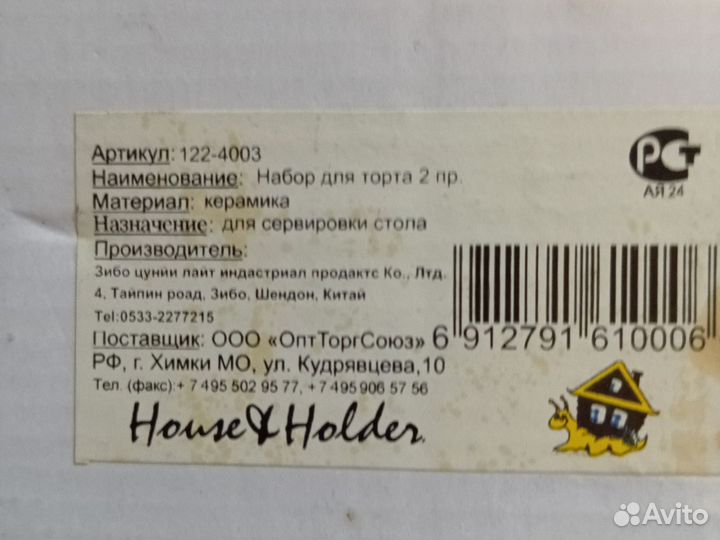 Артикул: 122-4003
Наименование: Набор для торта 2 пр.
Материал: керамика
Назначение: для сервировки стола
Производитель:
Зибо цунйи лайт индастриал продактс Ко., Лтд.
4, Тайпин роад, Зибо, Шендон, Китай
Tel:0533-2277215
Поставщик: ООО «ОптТоргСоюз»
РФ, г. Химки МО, ул. Кудрявцева,10
Тел. (факс):+ 7 495 502 95 77, + 7 495 906 57 56
House & Holder
РСТ
АЯ 24
6 912791 610006
Avito